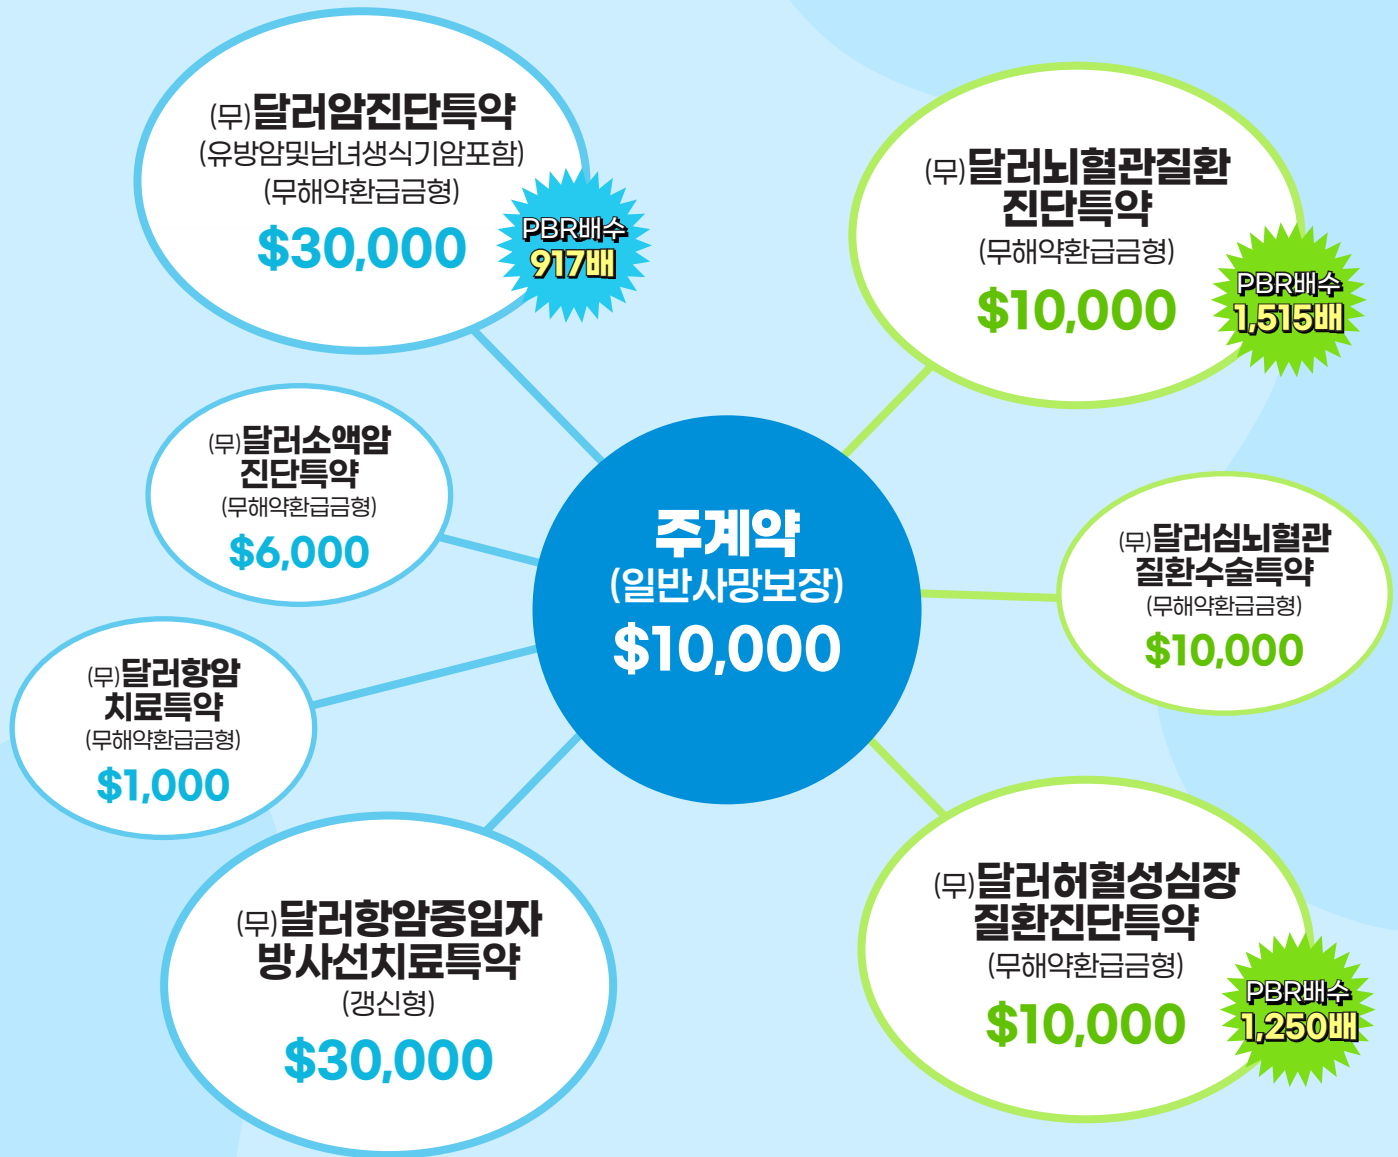 (무)달러암진단특약
(유방암및남녀생식기암포함)
(무해약환급금형)
$30,000
PBR배수
917배
(무)달러뇌혈관질환
진단특약
(무해약환급금형)
$10,000
PBR배수
1,515배
(무)달러소액암
진단특약
(무해약환급금형)
$6,000
주계약
(일반사망보장)
$10,000
(무)달러심뇌혈관
질환수술특약
(무해약환급금형)
$10,000
(무)달러항암
치료특약
(무해약환급금형)
$1,000
(무)달러항암중입자
방사선치료특약
(갱신형)
$30,000
(무)달러허혈성심장
질환진단특약
(무해약환급금형)
$10,000
PBR배수
1,250배